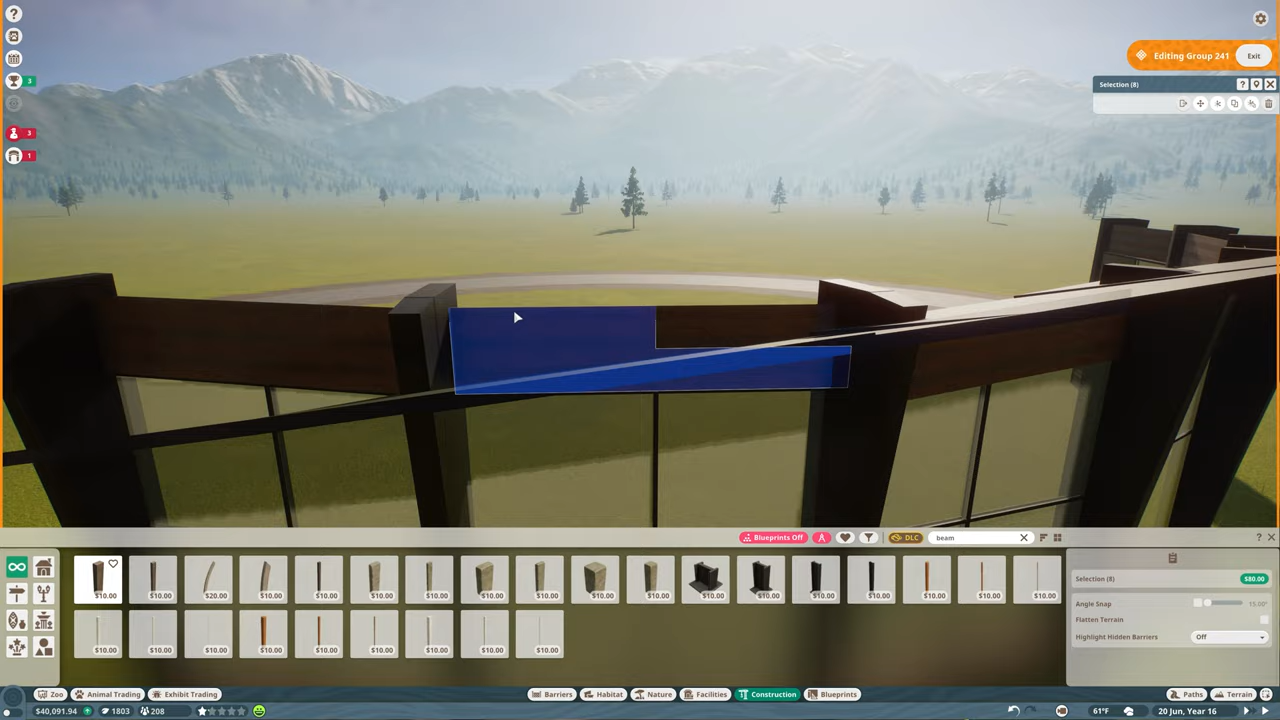 ?
3
3
1
Editing Group 241 Exit
Selection (8) ?
Blueprints Off DLC beam ?
$10.00 $10.00 $20.00 $10.00 $10.00 $10.00 $10.00 $10.00 $10.00 $10.00 $10.00 $10.00 $10.00 $10.00 $10.00 $10.00 $10.00 $10.00
$10.00 $10.00 $10.00 $10.00 $10.00 $10.00 $10.00 $10.00 $10.00
Selection (8) $80.00
Angle Snap 15.00°
Flatten Terrain
Highlight Hidden Barriers Off
Zoo Animal Trading Exhibit Trading Barriers Habitat Nature Facilities Construction Blueprints Paths Terrain
$40,091.94 1803 208 61°F 20 Jun, Year 16